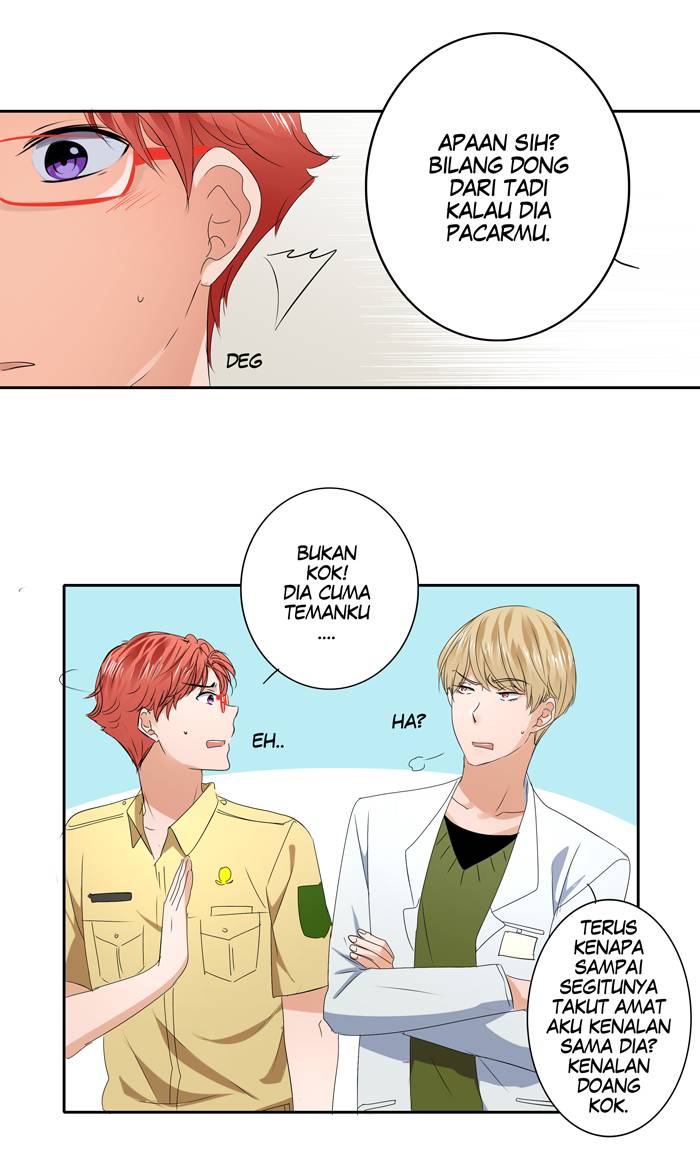 APAAN SIH?
BILANG DONG
DARI TADI
KALAU DIA
PACARMU.
DEG
BUKAN
KOK!
DIA CUMA
TEMANKU
....
EH..
HA?
TERUS
KENAPA
SAMPAI
SEGITUNYA
TAKUT AMAT
AKU KENALAN
SAMA DIA?
KENALAN
DOANG
KOK.